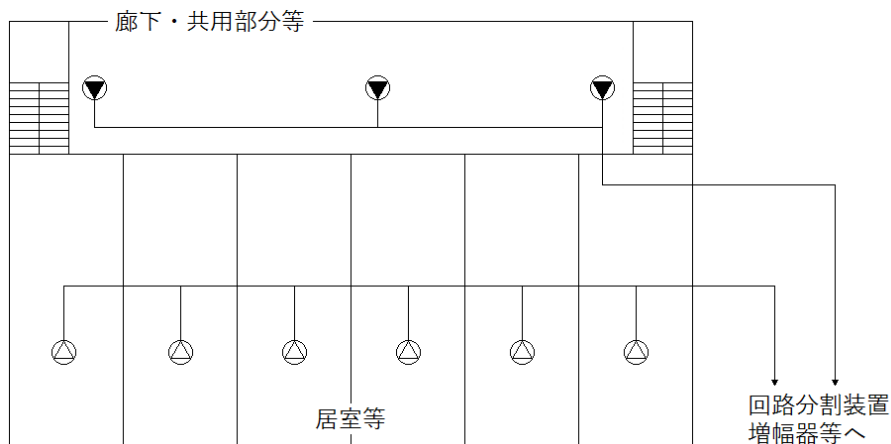 廊下・共用部分等
居室等
回路分割装置
増幅器等へ